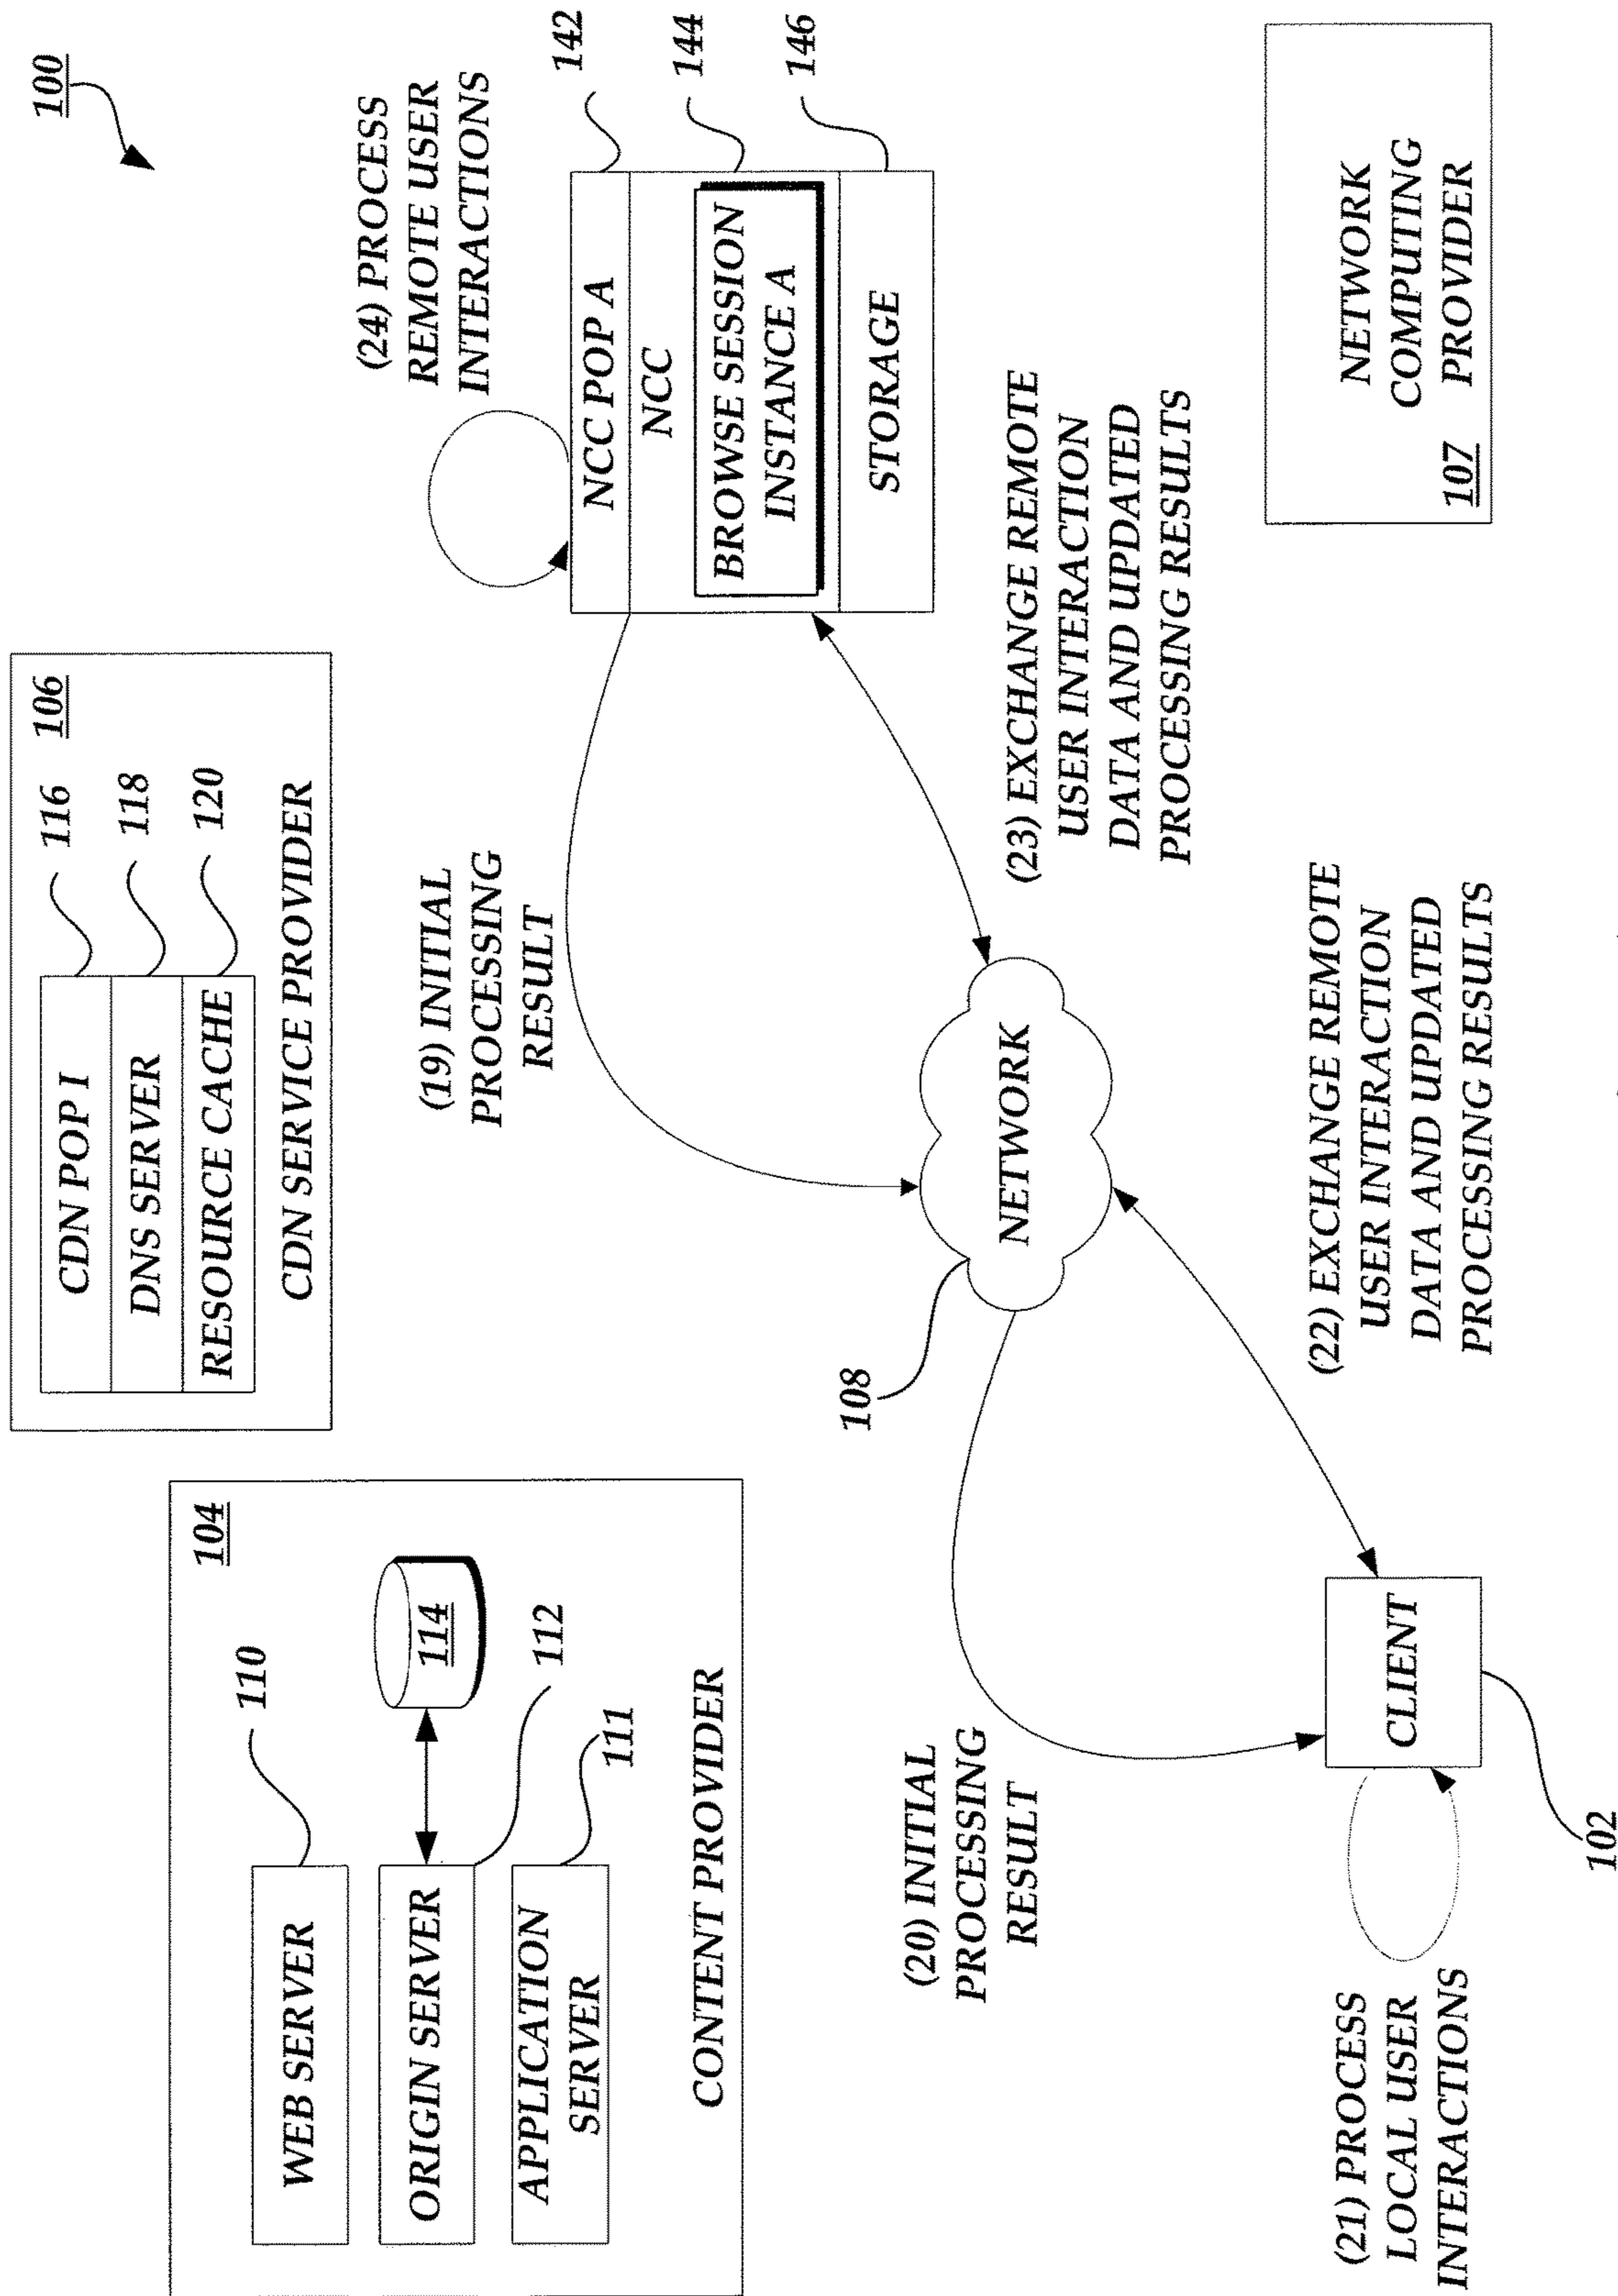 100
104
WEB SERVER
110
ORIGIN SERVER
114
112
APPLICATION
SERVER
111
CONTENT PROVIDER
106
CDN POP I
116
DNS SERVER
118
RESOURCE CACHE
120
CDN SERVICE PROVIDER
(24) PROCESS
REMOTE USER
INTERACTIONS
NCC POP A
142
NCC
144
BROWSE SESSION
INSTANCE A
STORAGE
146
(19) INITIAL
PROCESSING
RESULT
NETWORK
108
(20) INITIAL
PROCESSING
RESULT
(23) EXCHANGE REMOTE
USER INTERACTION
DATA AND UPDATED
PROCESSING RESULTS
(22) EXCHANGE REMOTE
USER INTERACTION
DATA AND UPDATED
PROCESSING RESULTS
CLIENT
102
(21) PROCESS
LOCAL USER
INTERACTIONS
NETWORK
COMPUTING
PROVIDER
107